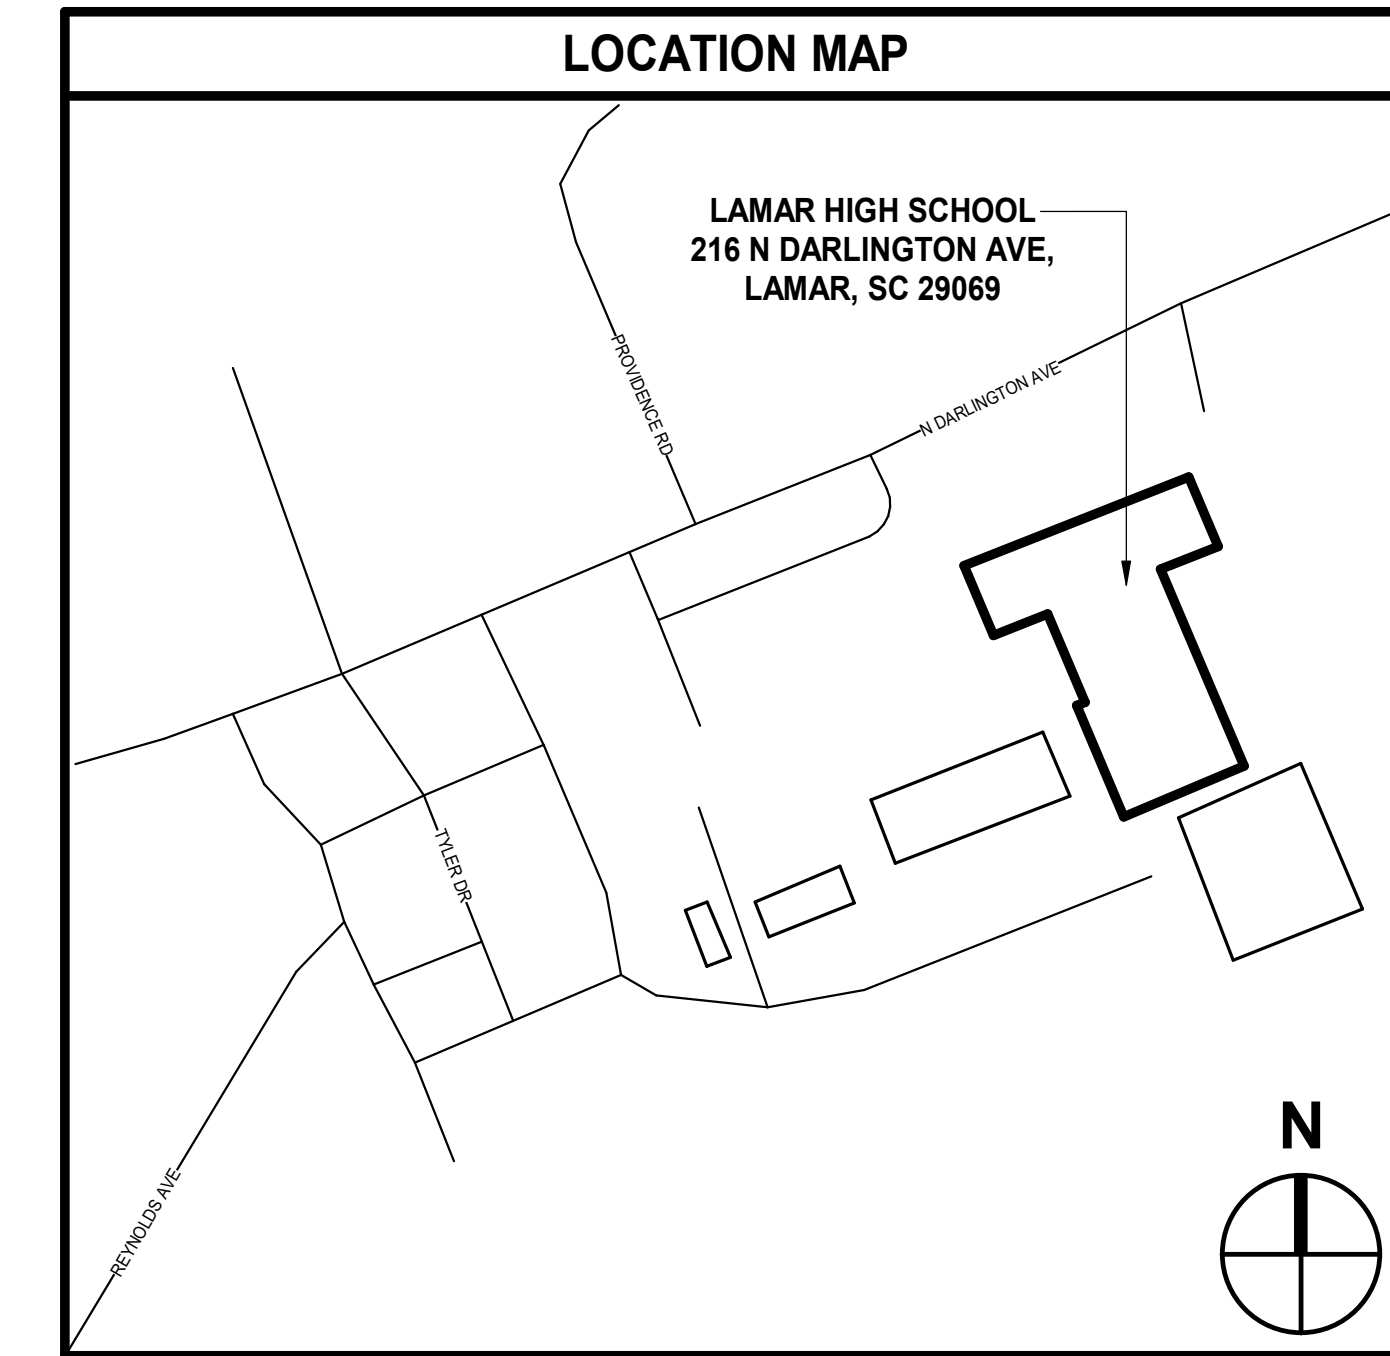 LOCATION MAP
LAMAR HIGH SCHOOL
216 N DARLINGTON AVE,
LAMAR, SC 29069
PROVIDENCE RD
N DARLINGTON AVE
TYLER DR
REYNOLDS AVE
N